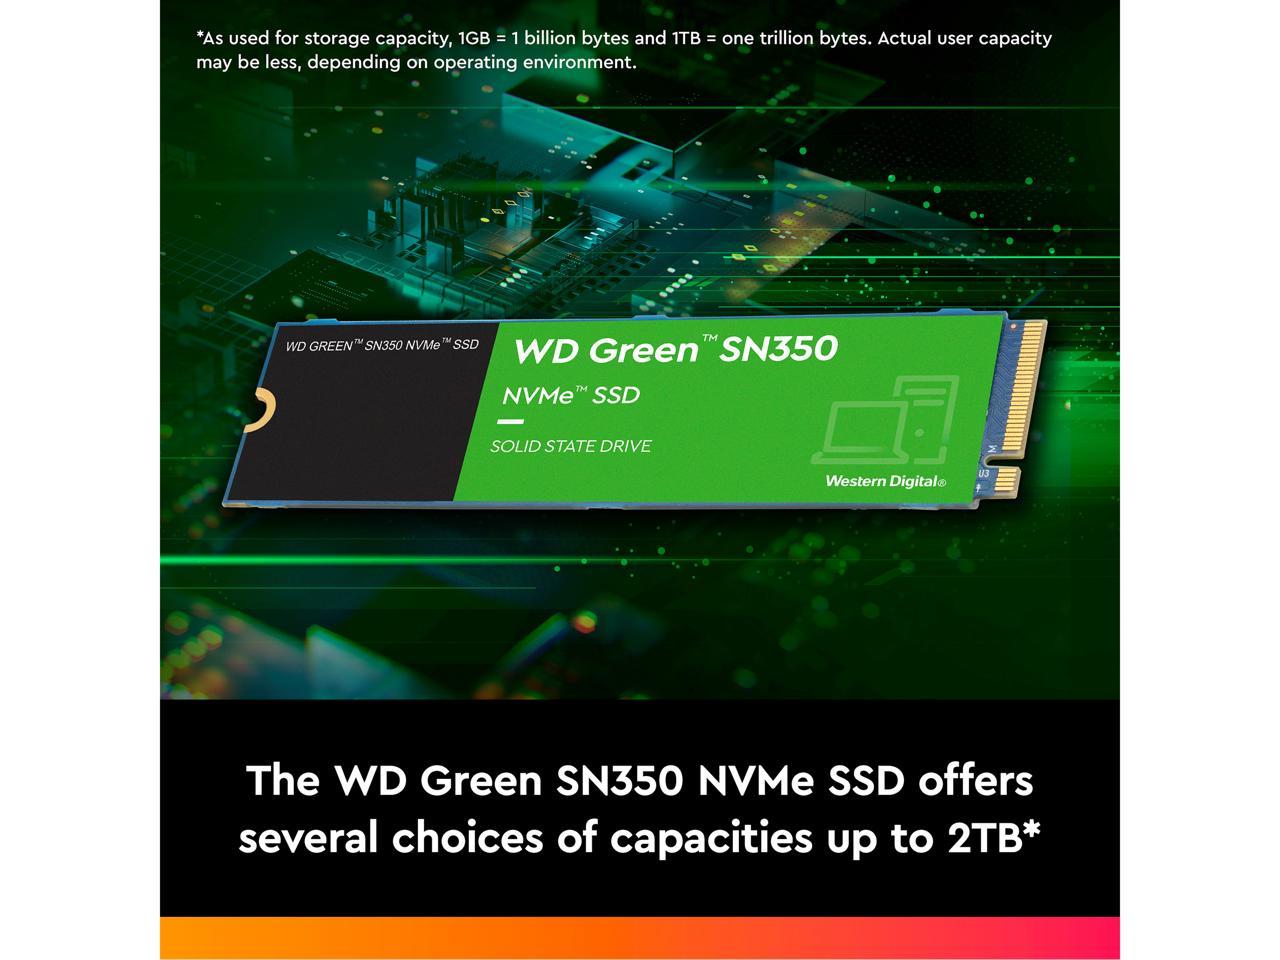 *As used for storage capacity, 1GB = 1 billion bytes and 1TB = one trillion bytes. Actual user capacity
may be less, depending on operating environment.
WD GREEN™ SN350 NVMe™ SSD
WD Green™ SN350
NVMe™ SSD
SOLID STATE DRIVE
Western Digital®
M
U3
The WD Green SN350 NVMe SSD offers
several choices of capacities up to 2TB*